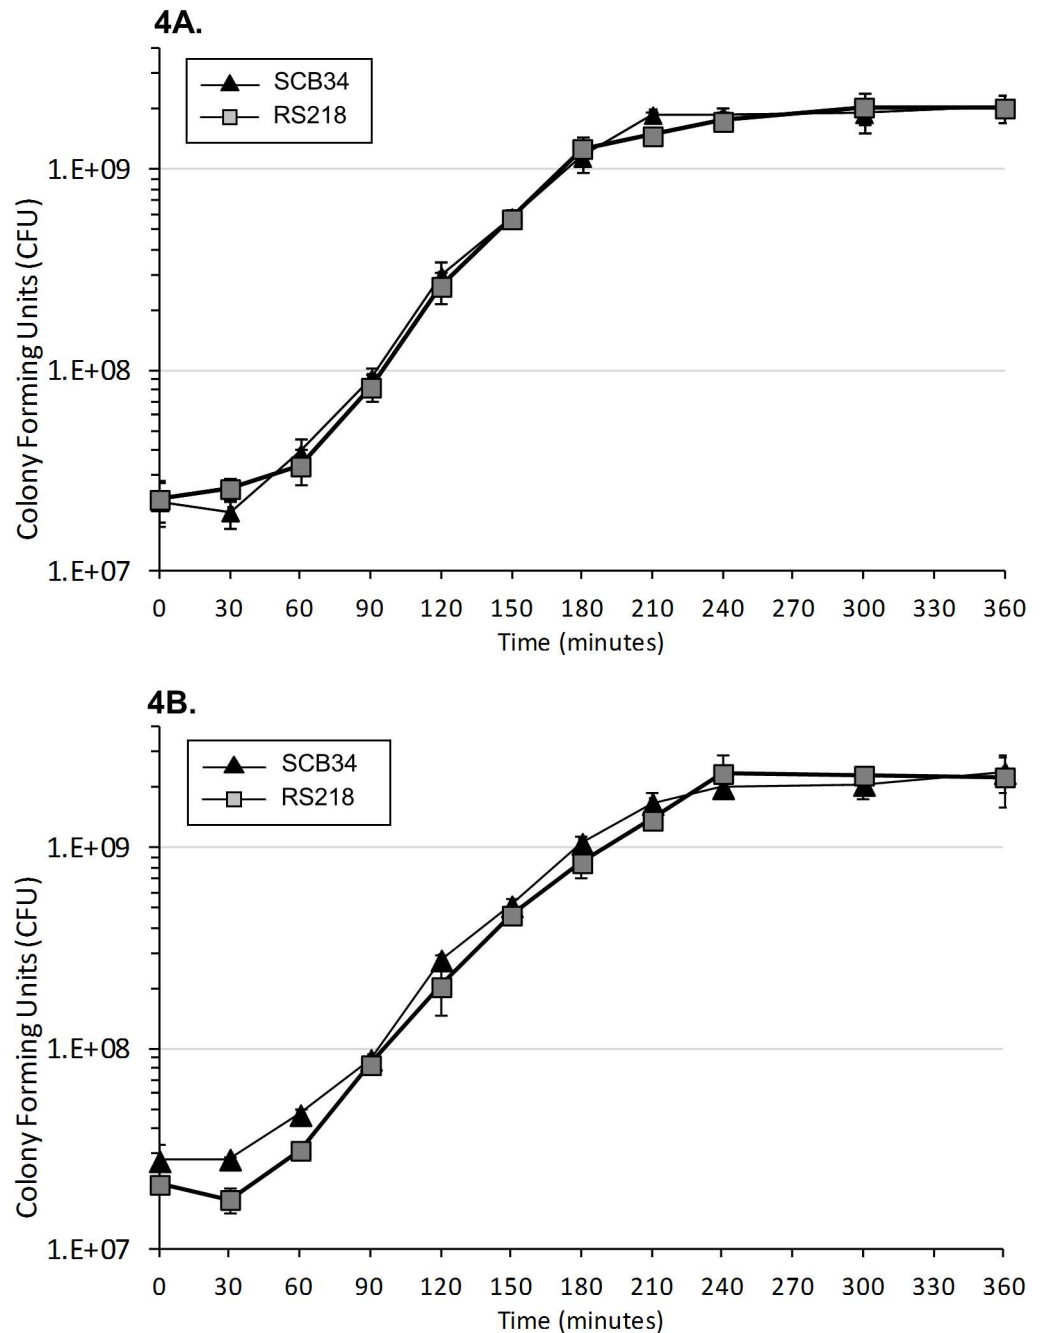 4A.
SCB34
RS218
Colony Forming Units (CFU)
1.E+09
1.E+08
1.E+07
0 30 60 90 120 150 180 210 240 270 300 330 360
Time (minutes)
4B.
SCB34
RS218
Colony Forming Units (CFU)
1.E+09
1.E+08
1.E+07
0 30 60 90 120 150 180 210 240 270 300 330 360
Time (minutes)